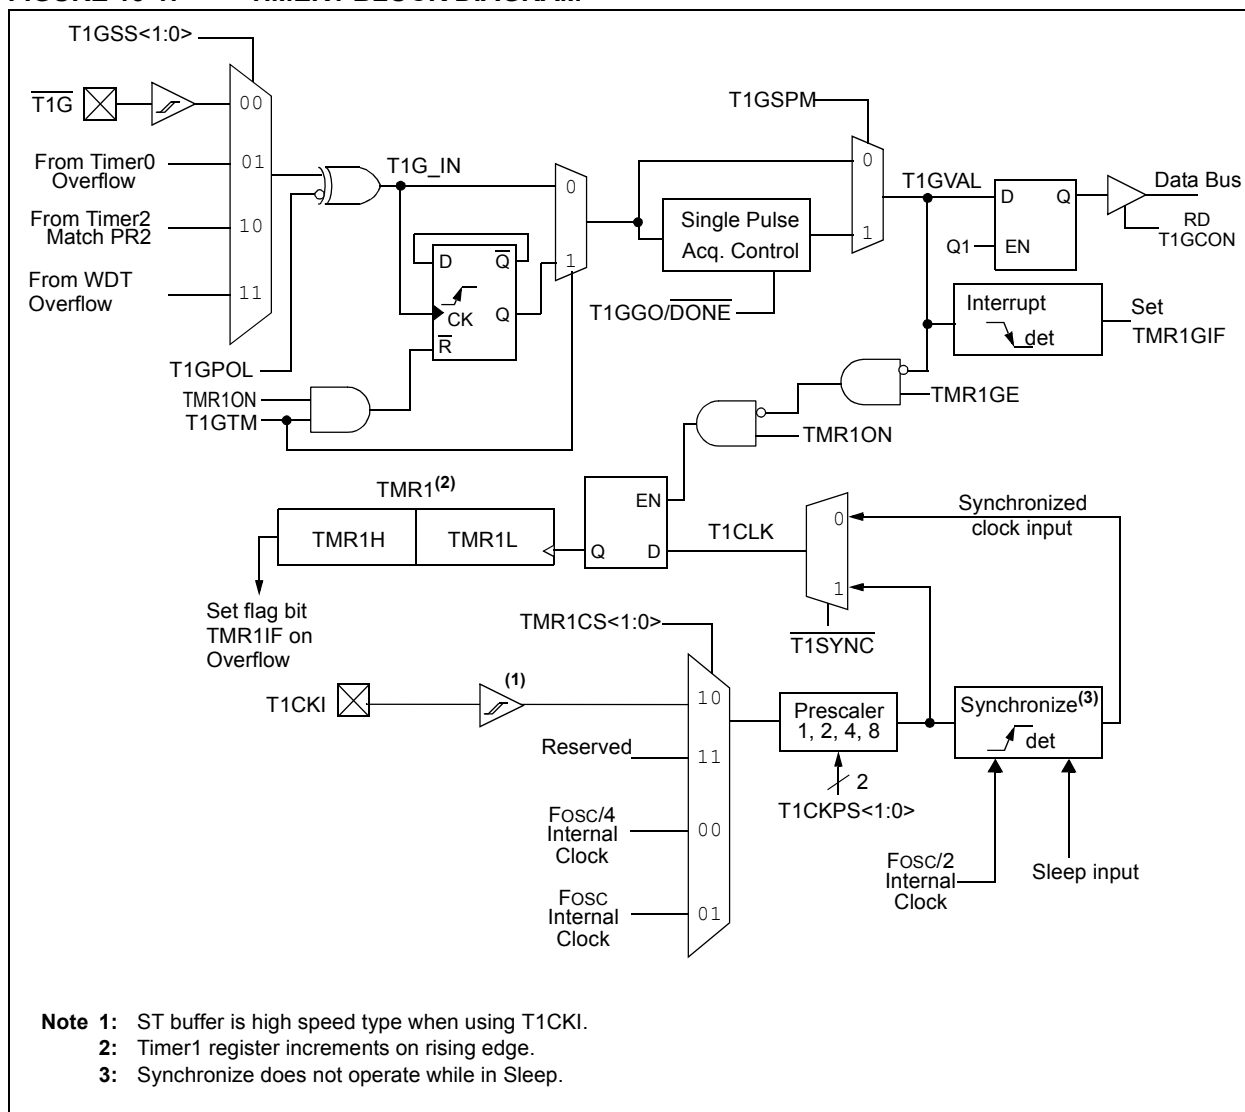 T1GSS<1:0>
T1G
00
From Timer0
Overflow
01
From Timer2
Match PR2
10
From WDT
Overflow
11
T1GPOL
TMR1ON
T1GTM
T1G_IN
D
Q
CK
Q
R
0
1
T1GSPM
Single Pulse
Acq. Control
T1GGO/DONE
0
1
T1GVAL
D
Q
Q1
EN
Data Bus
RD
T1GCON
Interrupt
det
Set
TMR1GIF
TMR1GE
TMR1ON
TMR1(2)
TMR1H
TMR1L
EN
Q
D
T1CLK
0
1
T1SYNC
Synchronized
clock input
Set flag bit
TMR1IF on
Overflow
TMR1CS<1:0>
T1CKI
(1)
10
Reserved
11
FOSC/4
Internal
Clock
00
FOSC
Internal
Clock
01
Prescaler
1, 2, 4, 8
2
T1CKPS<1:0>
Synchronize(3)
det
FOSC/2
Internal
Clock
Sleep input
Note 1: ST buffer is high speed type when using T1CKI.
2: Timer1 register increments on rising edge.
3: Synchronize does not operate while in Sleep.